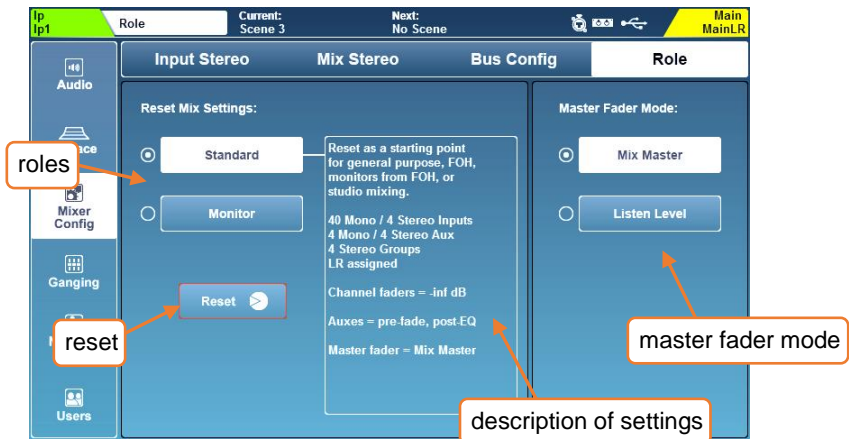 Ip
Ip1
Role
Current:
Scene 3
Next:
No Scene
Main
MainLR
Input Stereo
Mix Stereo
Bus Config
Role
Audio
Mixer
Config
Ganging
Users
Reset Mix Settings:
Standard
Monitor
Reset
Reset as a starting point
for general purpose, FOH,
monitors from FOH, or
studio mixing.
40 Mono / 4 Stereo Inputs
4 Mono / 4 Stereo Aux
4 Stereo Groups
LR assigned
Channel faders = -inf dB
Auxes = pre-fade, post-EQ
Master fader = Mix Master
Master Fader Mode:
Mix Master
Listen Level
roles
reset
description of settings
master fader mode